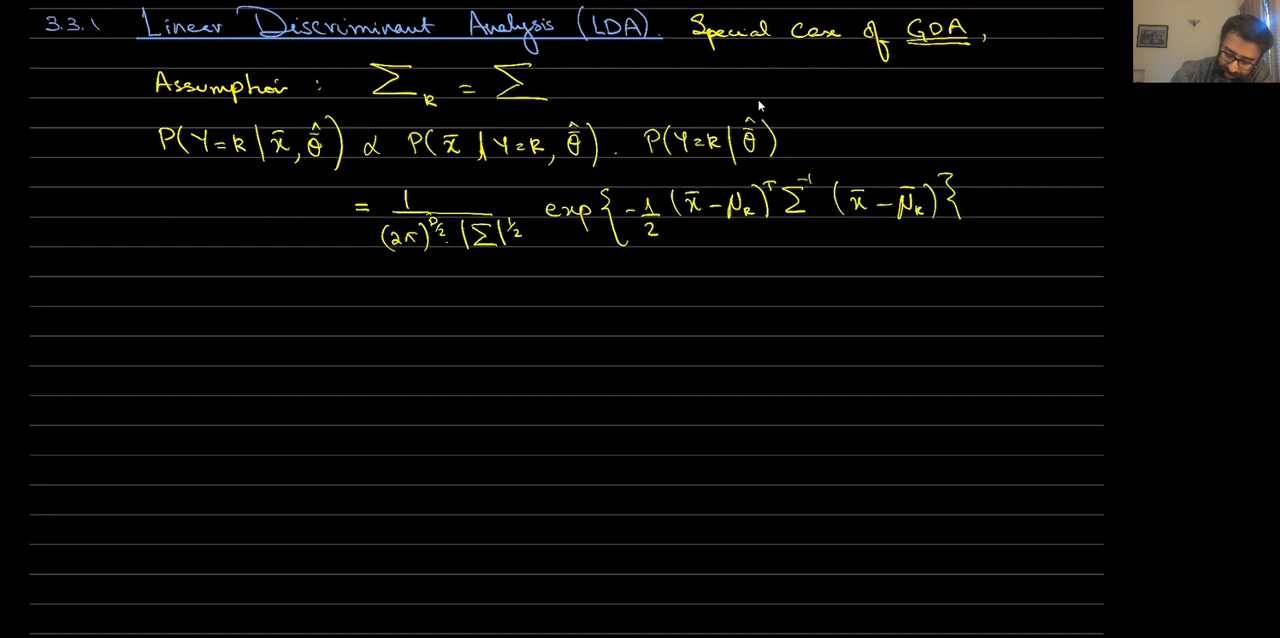 3.3.1 Linear Discriminant Analysis (LDA). Special Case of GDA,
Assumption : Σ_k = Σ
P(Y=k | x̄, θ̂) ∝ P(x̄ | Y=k, θ̂) . P(Y=k | θ̂)
= 1/((2π)^{D/2} . |Σ|^{1/2}) exp{ -1/2 (x̄ - μ_k)^T Σ^{-1} (x̄ - μ̄_k) }